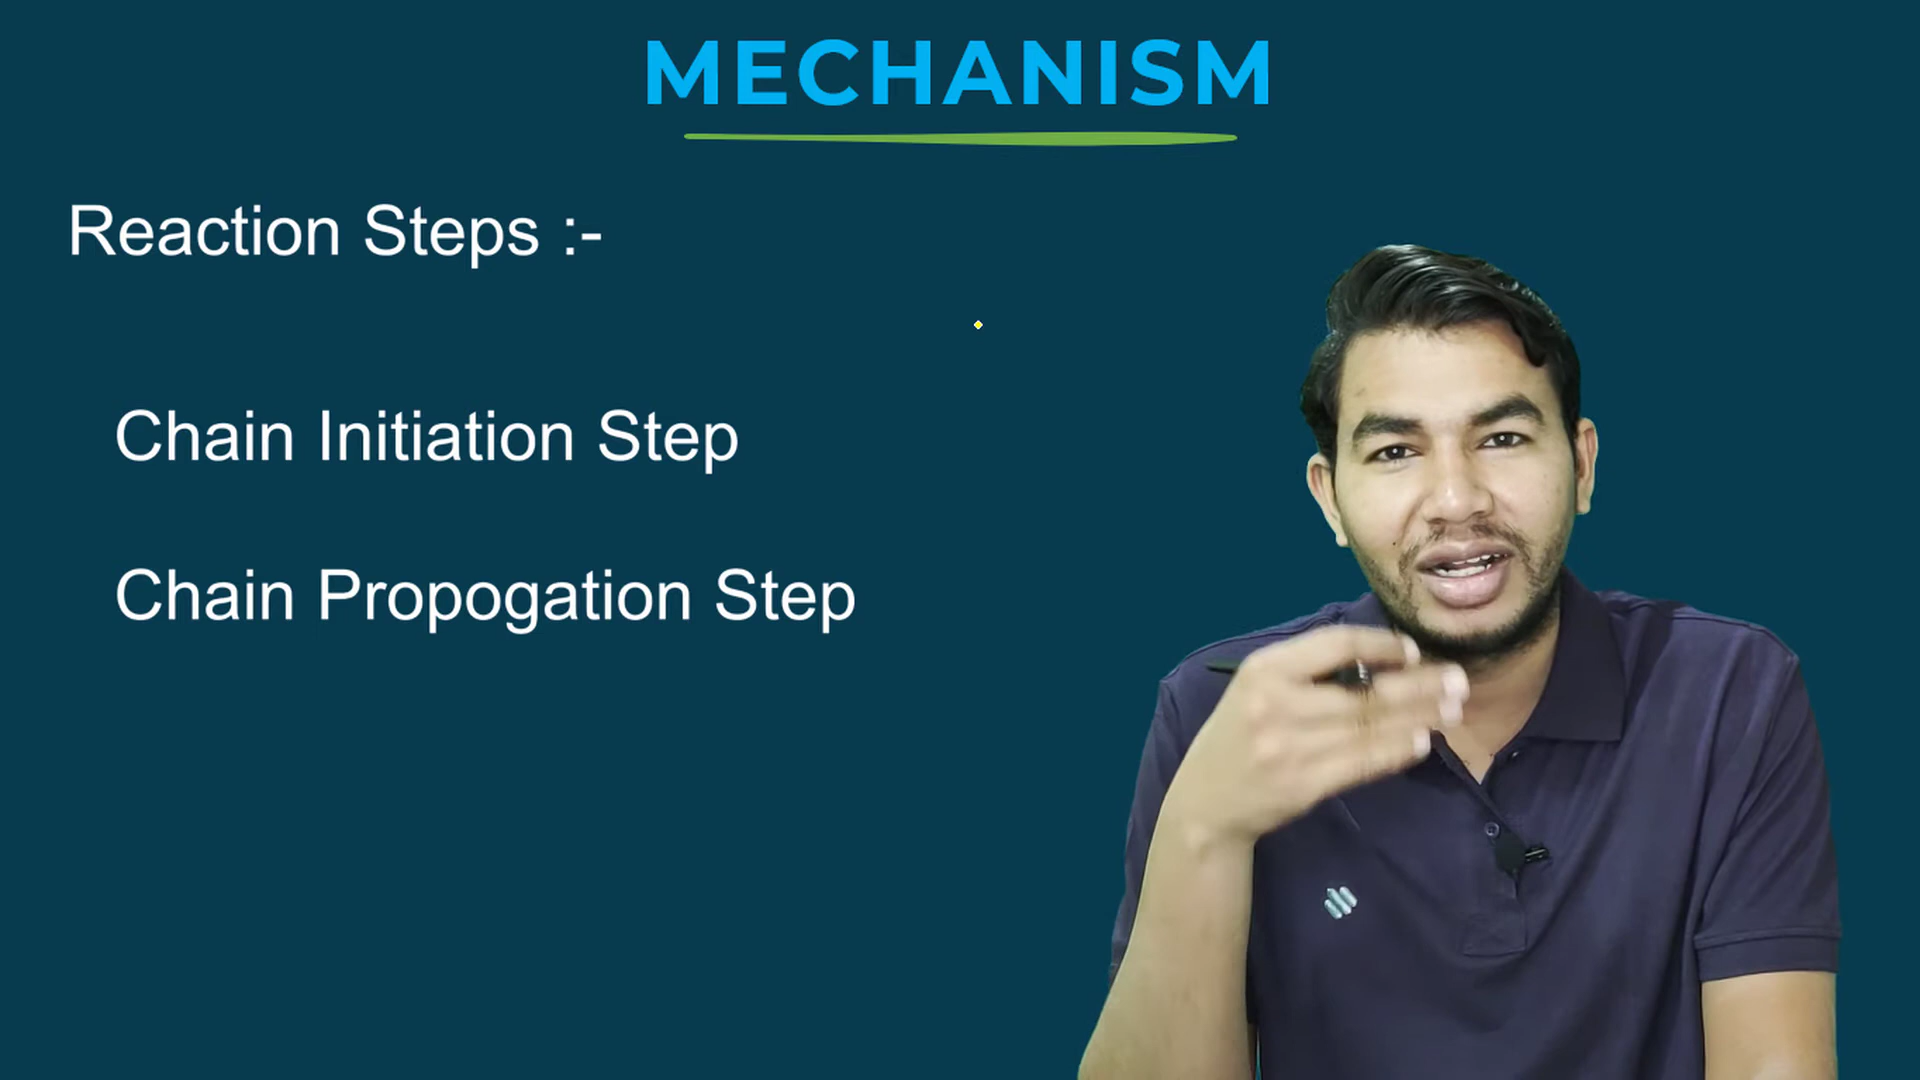 MECHANISM
Reaction Steps :-
Chain Initiation Step
Chain Propogation Step